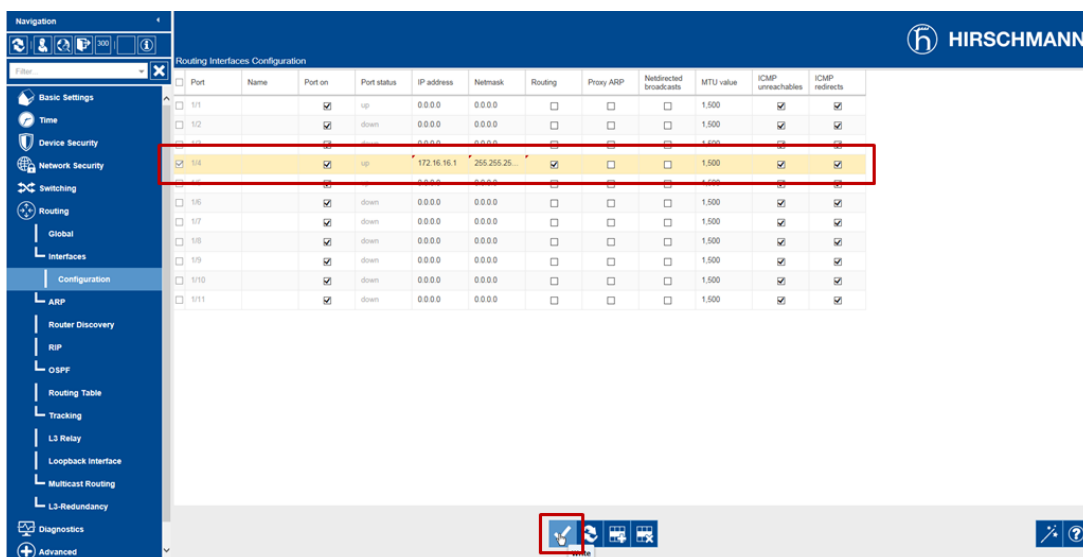 Navigation
300
HIRSCHMANN
Routing Interfaces Configuration
Filter...
Port Name Port on Port status IP address Netmask Routing Proxy ARP Netdirected broadcasts MTU value ICMP unreachables ICMP redirects
1/1 up 0.0.0.0 0.0.0.0 1,500
1/2 down 0.0.0.0 0.0.0.0 1,500
1/4 up 172.16.16.1 255.255.25... 1,500
1/6 down 0.0.0.0 0.0.0.0 1,500
1/7 down 0.0.0.0 0.0.0.0 1,500
1/8 down 0.0.0.0 0.0.0.0 1,500
1/9 down 0.0.0.0 0.0.0.0 1,500
1/10 down 0.0.0.0 0.0.0.0 1,500
1/11 down 0.0.0.0 0.0.0.0 1,500
Basic Settings
Time
Device Security
Network Security
Switching
Routing
Global
Interfaces
Configuration
ARP
Router Discovery
RIP
OSPF
Routing Table
Tracking
L3 Relay
Loopback Interface
Multicast Routing
L3-Redundancy
Diagnostics
Advanced
Write